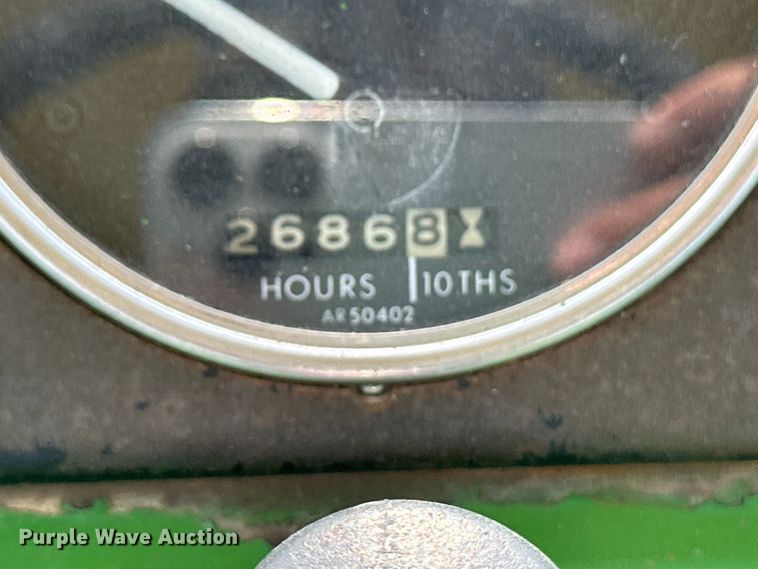 26868
HOURS 10THS
AR50402
Purple Wave Auction